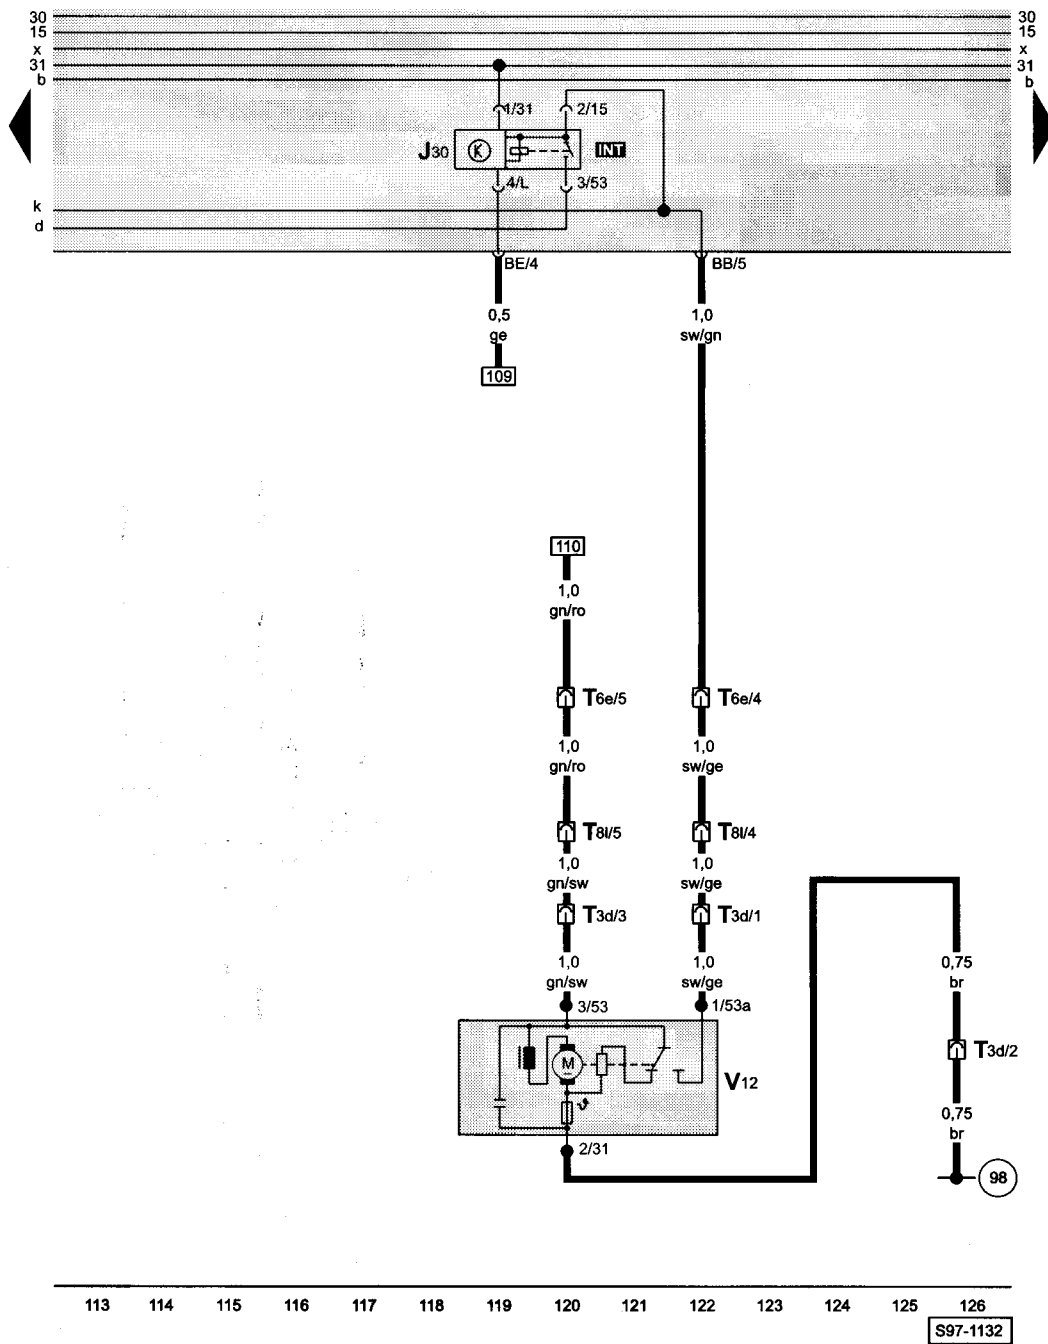 30 30
15 15
x x
31 31
b b
1/31 2/15
J30 K INT
4/L 3/53
k
d
BE/4 BB/5
0,5 1,0
ge sw/gn
109
110
1,0
gn/ro
T6e/5 T6e/4
1,0 1,0
gn/ro sw/ge
T8l/5 T8l/4
1,0 1,0
gn/sw sw/ge
T3d/3 T3d/1
1,0 1,0 0,75
gn/sw sw/ge br
3/53 1/53a
T3d/2
M
V12
ϑ
0,75
br
2/31
98
113 114 115 116 117 118 119 120 121 122 123 124 125 126
S97-1132